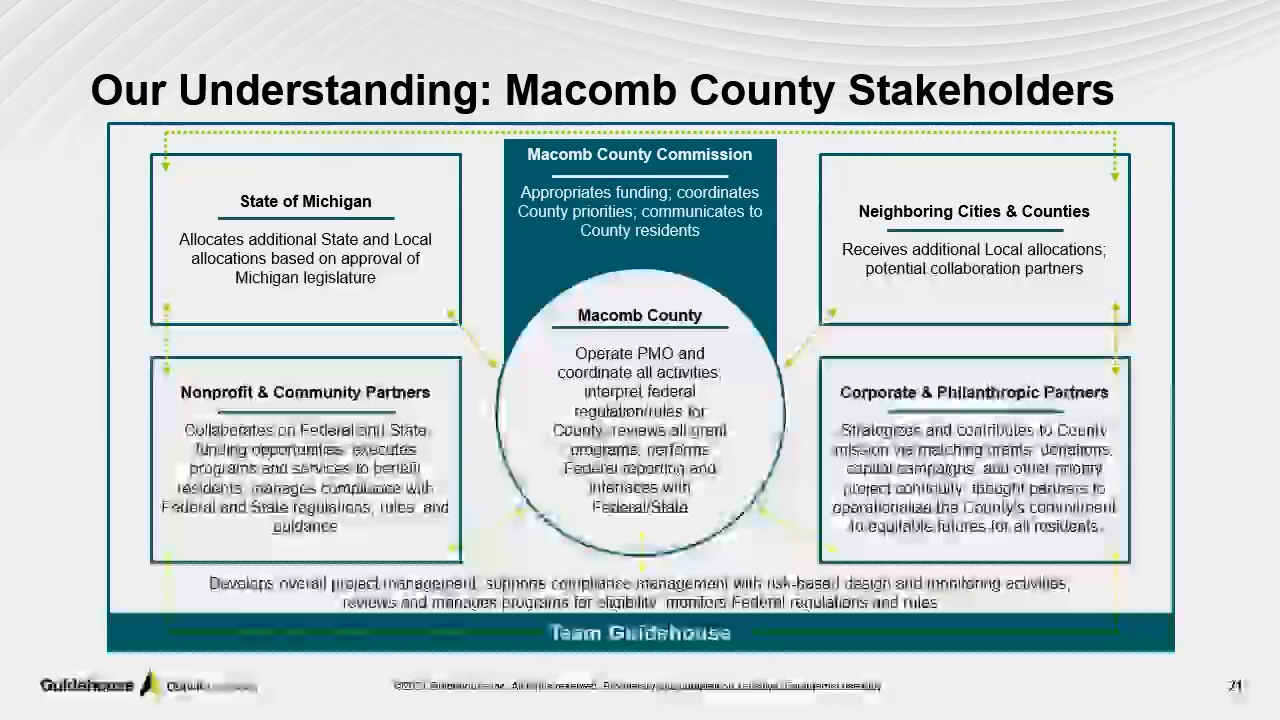 Our Understanding: Macomb County Stakeholders
Macomb County Commission
Appropriates funding; coordinates
County priorities; communicates to
County residents
State of Michigan
Allocates additional State and Local
allocations based on approval of
Michigan legislature
Neighboring Cities & Counties
Receives additional Local allocations;
potential collaboration partners
Macomb County
Operate PMO and
coordinate all activities;
interpret federal
regulation/rules for
County; reviews all grant
programs; performs
Federal reporting and
interfaces with
Federal/State
Nonprofit & Community Partners
Collaborates on Federal and State
funding opportunities; executes
programs and services to benefit
residents; manages compliance with
Federal and State regulations, rules, and
guidance
Corporate & Philanthropic Partners
Strategizes and contributes to County
mission via matching grants, donations,
capital campaigns, and other priority
project continuity; thought partners to
operationalize the County's commitment
to equitable futures for all residents
Develops overall project management; supports compliance management with risk-based design and monitoring activities;
reviews and manages programs for eligibility; monitors Federal regulations and rules
Team Guidehouse
Guidehouse
21